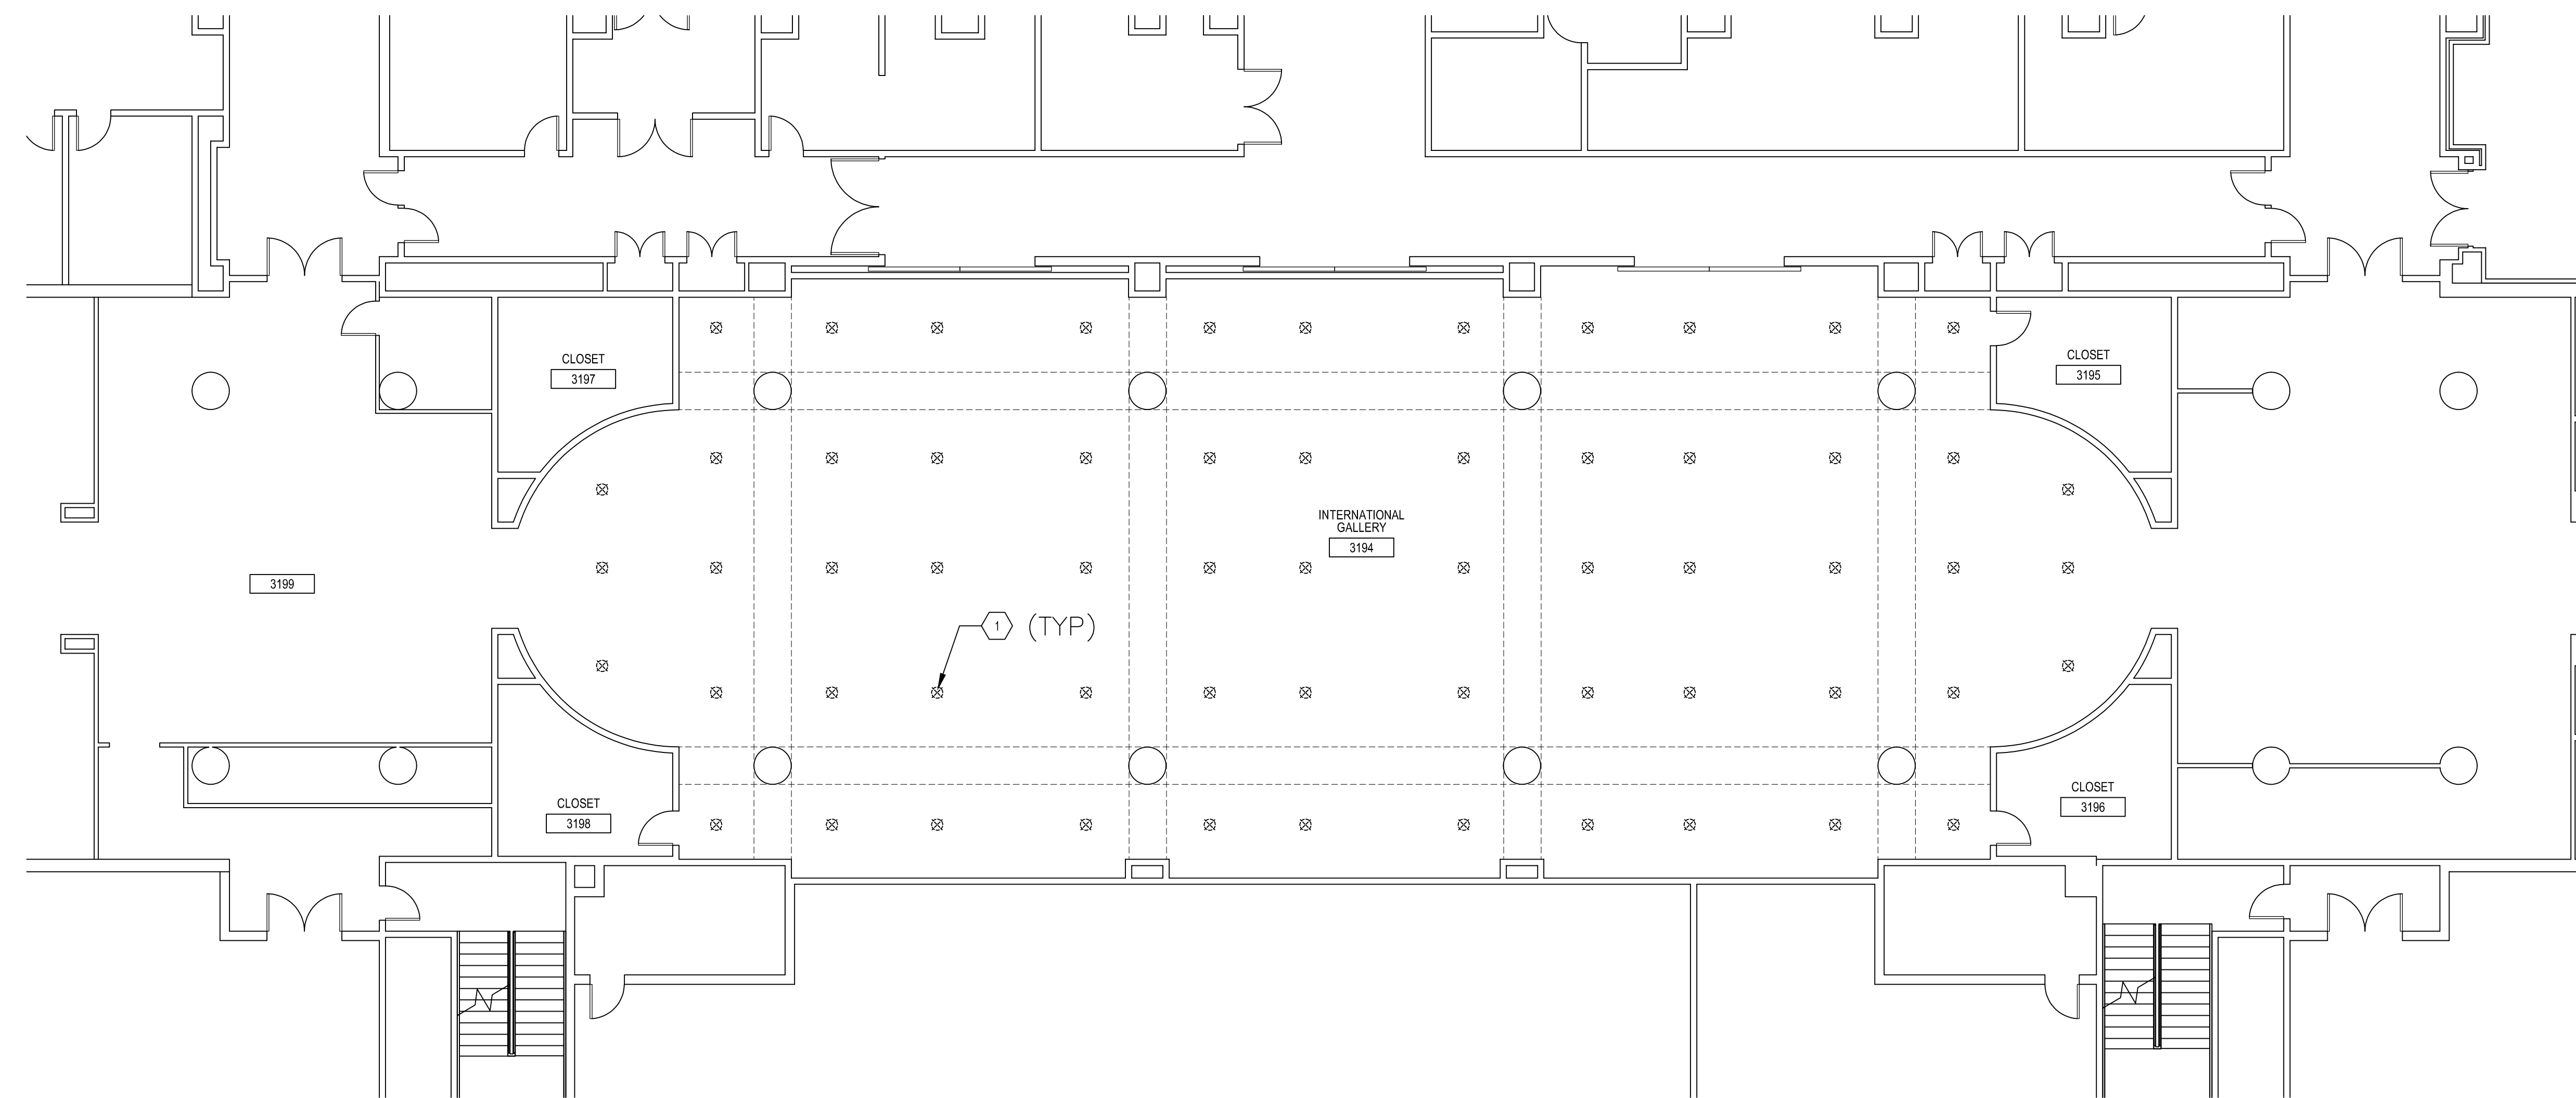 CLOSET
3197
CLOSET
3195
INTERNATIONAL
GALLERY
3194
3199
1 (TYP)
CLOSET
3198
CLOSET
3196